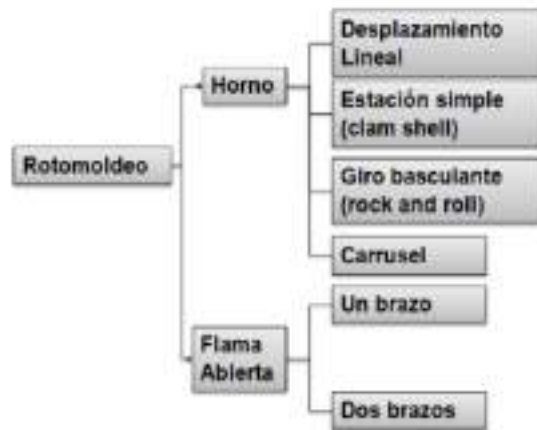 Rotomoldeo
Horno
Desplazamiento
Lineal
Estación simple
(clam shell)
Giro basculante
(rock and roll)
Carrusel
Flama
Abierta
Un brazo
Dos brazos